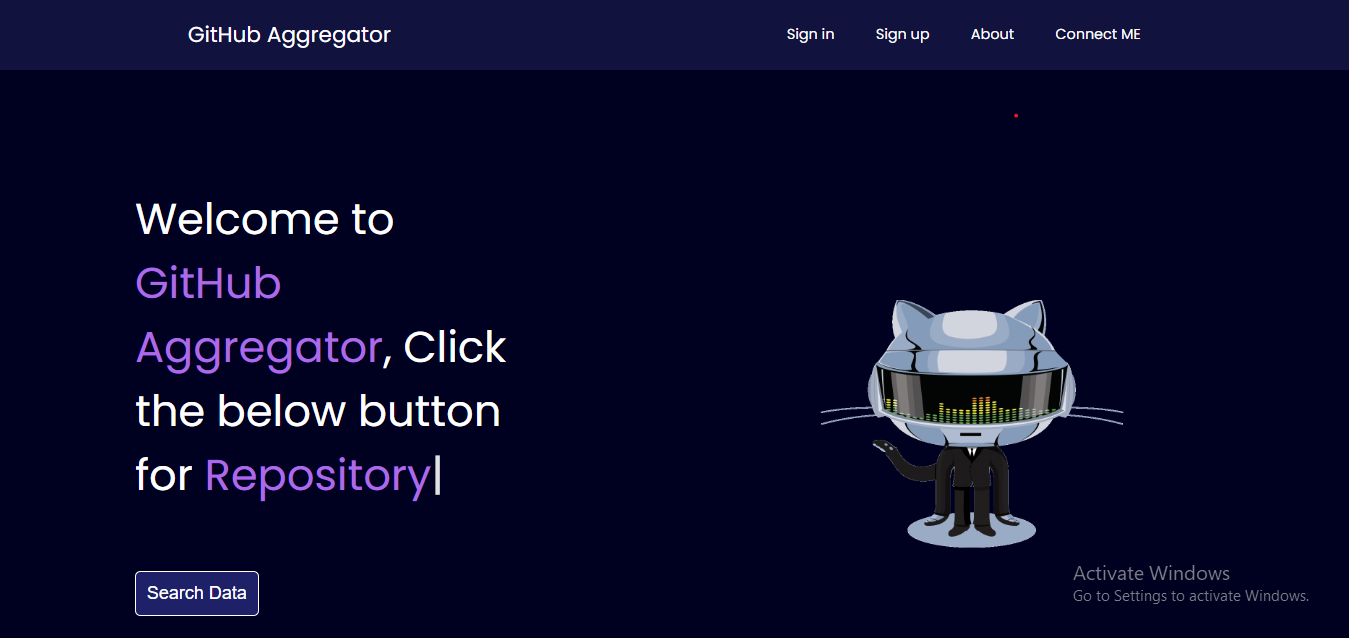 GitHub Aggregator
Sign in
Sign up
About
Connect ME
Welcome to
GitHub
Aggregator, Click
the below button
for Repository|
Search Data
Activate Windows
Go to Settings to activate Windows.